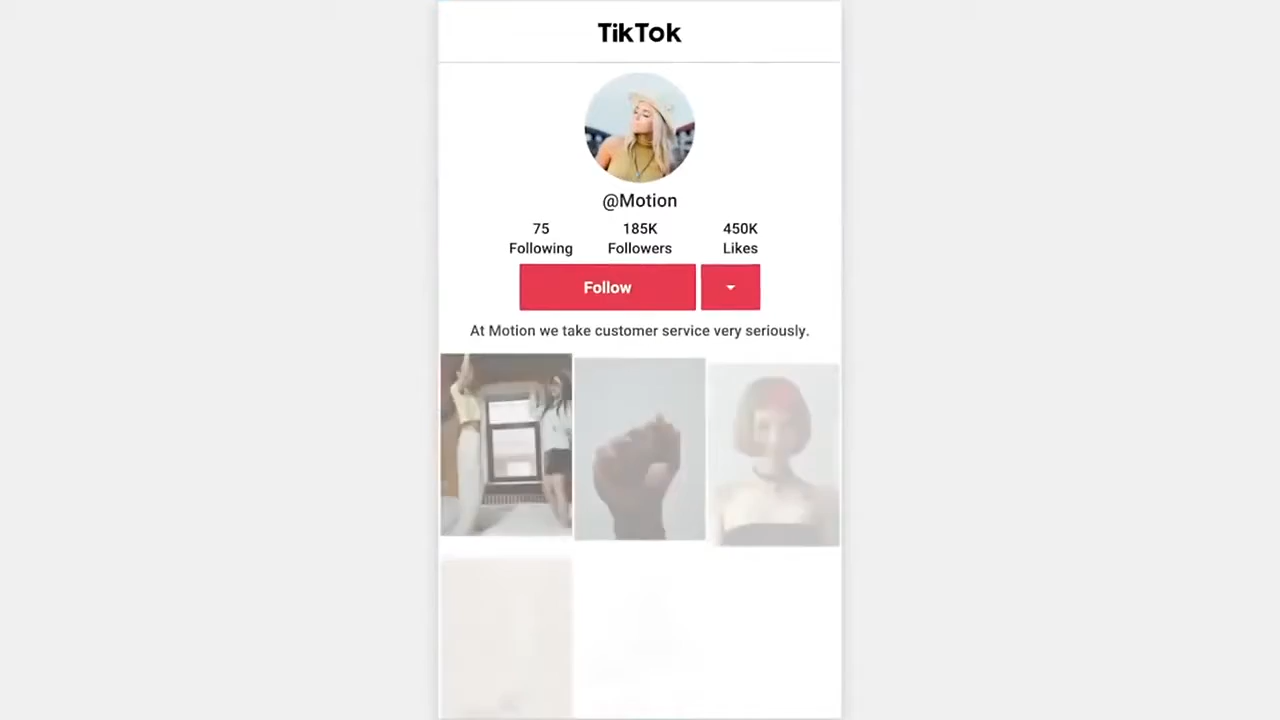 TikTok
@Motion
75 185K 450K
Following Followers Likes
Follow
At Motion we take customer service very seriously.